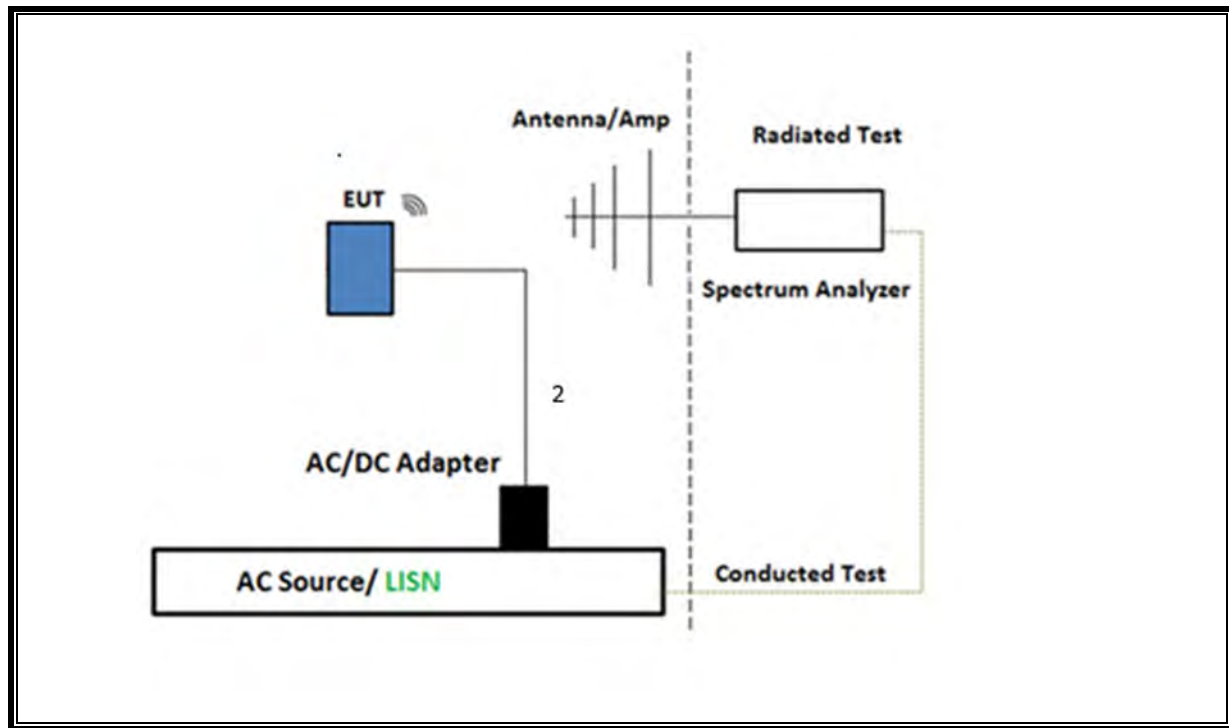 Antenna/Amp
Radiated Test
EUT
Spectrum Analyzer
2
AC/DC Adapter
Conducted Test
AC Source/ LISN